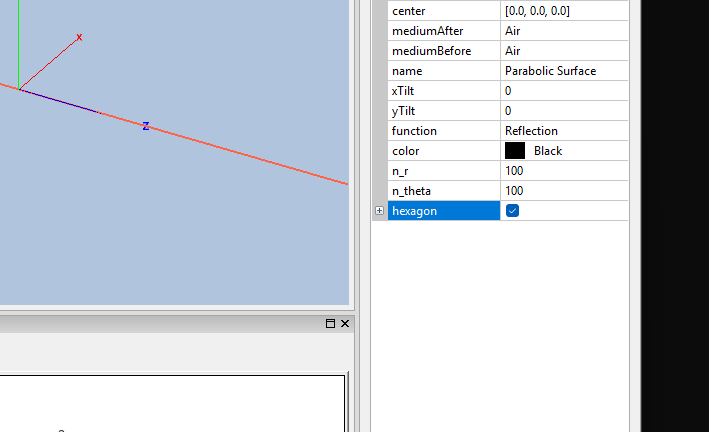 center [0.0, 0.0, 0.0]
mediumAfter Air
mediumBefore Air
name Parabolic Surface
xTilt 0
yTilt 0
function Reflection
color Black
n_r 100
n_theta 100
hexagon
x
z